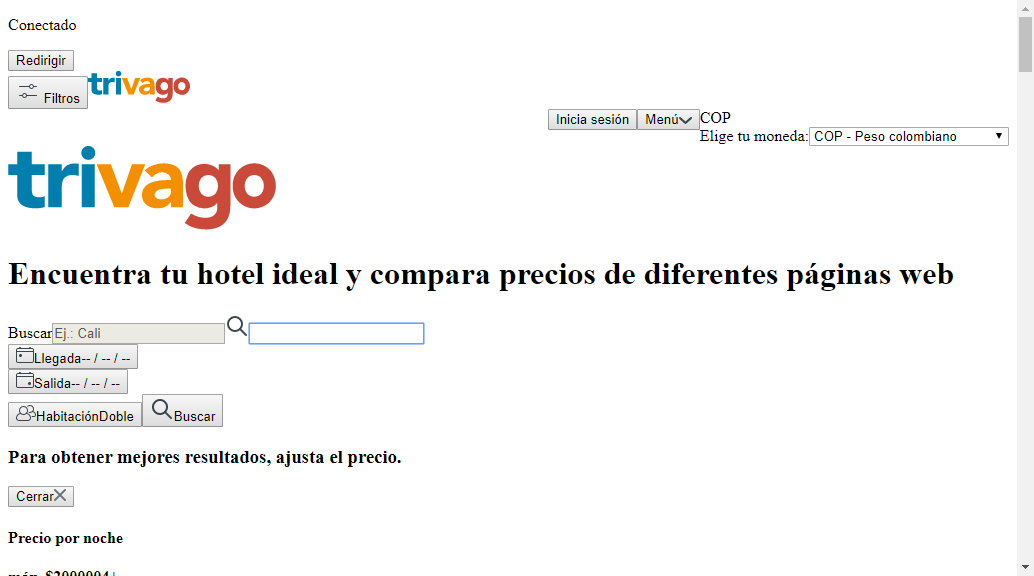 Conectado
Redirigir
Filtros trivago
Inicia sesión Menú COP
Elige tu moneda: COP - Peso colombiano
trivago
Encuentra tu hotel ideal y compara precios de diferentes páginas web
Buscar Ej.: Cali
Llegada-- / -- / --
Salida-- / -- / --
HabitaciónDoble Buscar
Para obtener mejores resultados, ajusta el precio.
Cerrar
Precio por noche